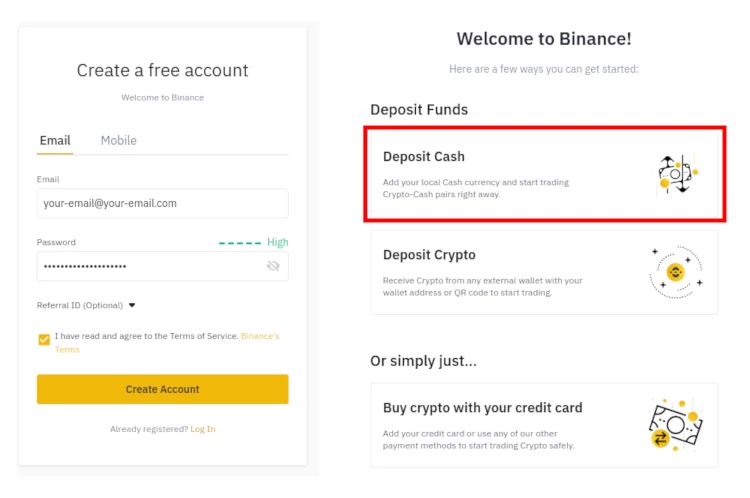 Create a free account
Welcome to Binance
Email Mobile
Email
your-email@your-email.com
Password High
••••••••••••••••••••
Referral ID (Optional)
I have read and agree to the Terms of Service. Binance's
Terms
Create Account
Already registered? Log In
Welcome to Binance!
Here are a few ways you can get started:
Deposit Funds
Deposit Cash
Add your local Cash currency and start trading
Crypto-Cash pairs right away.
Deposit Crypto
Receive Crypto from any external wallet with your
wallet address or QR code to start trading.
Or simply just...
Buy crypto with your credit card
Add your credit card or use any of our other
payment methods to start trading Crypto safely.